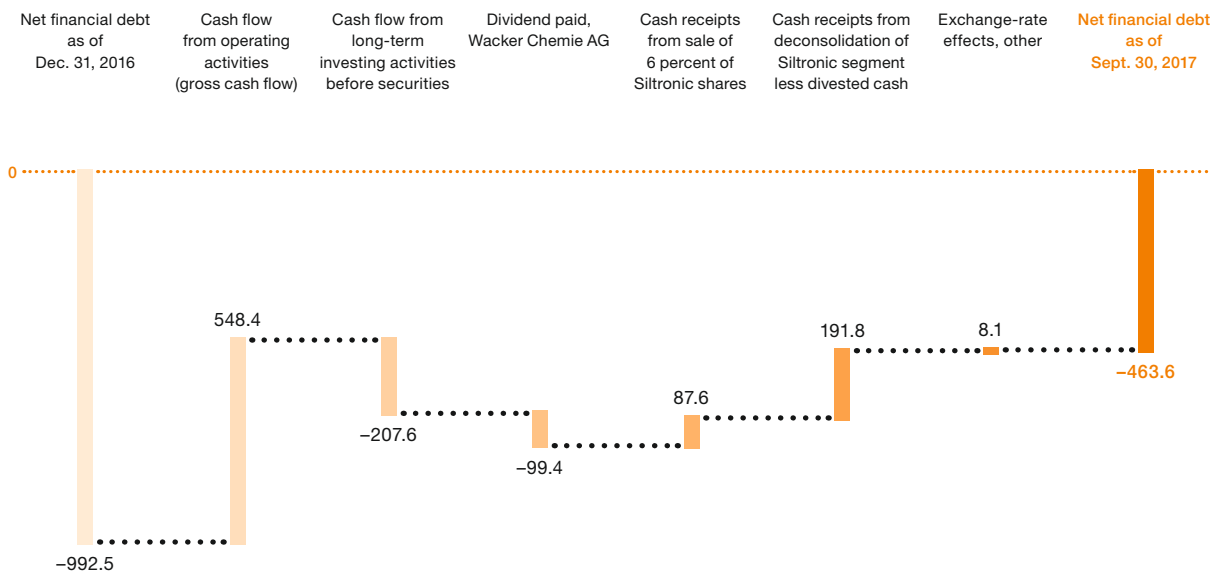 Net financial debt
as of
Dec. 31, 2016
Cash flow
from operating
activities
(gross cash flow)
Cash flow from
long-term
investing activities
before securities
Dividend paid,
Wacker Chemie AG
Cash receipts
from sale of
6 percent of
Siltronic shares
Cash receipts from
deconsolidation of
Siltronic segment
less divested cash
Exchange-rate
effects, other
Net financial debt
as of
Sept. 30, 2017
0
548.4
191.8
8.1
–463.6
87.6
–207.6
–99.4
–992.5